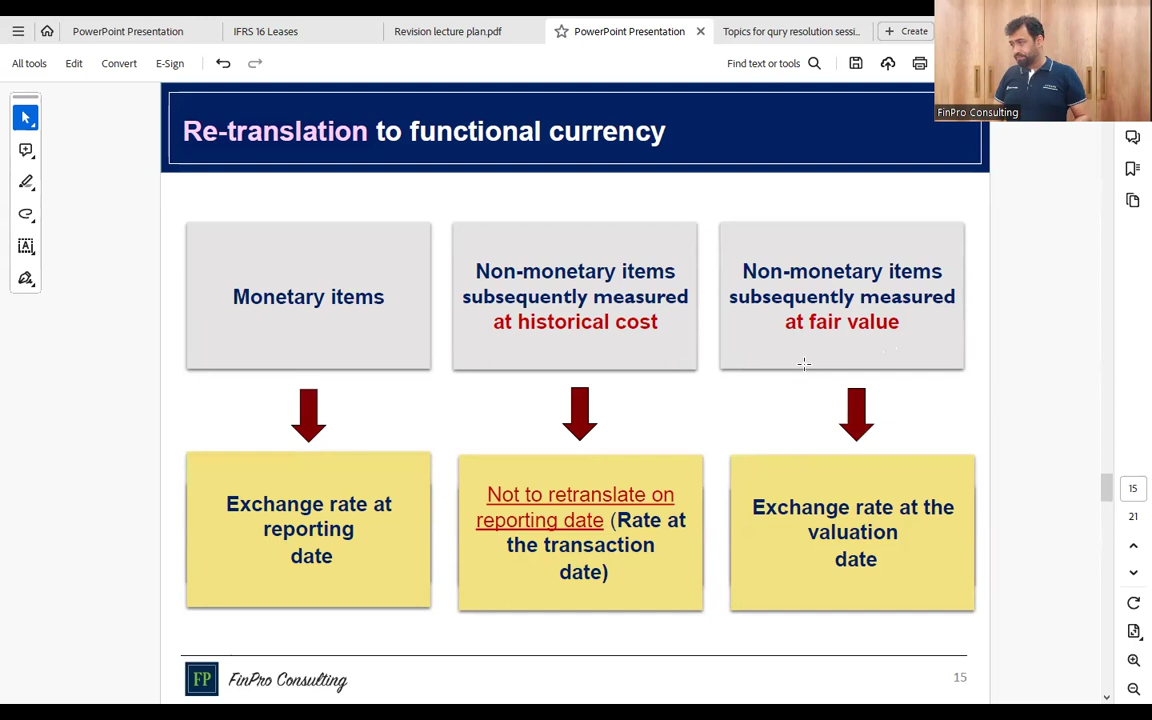 PowerPoint Presentation
IFRS 16 Leases
Revision lecture plan.pdf
PowerPoint Presentation
Topics for qury resolution sessi...
Create
All tools
Edit
Convert
E-Sign
Find text or tools
FinPro Consulting
Re-translation to functional currency
Monetary items
Non-monetary items
subsequently measured
at historical cost
Non-monetary items
subsequently measured
at fair value
Exchange rate at
reporting
date
Not to retranslate on
reporting date (Rate at
the transaction
date)
Exchange rate at the
valuation
date
FP
FinPro Consulting
15
15
21